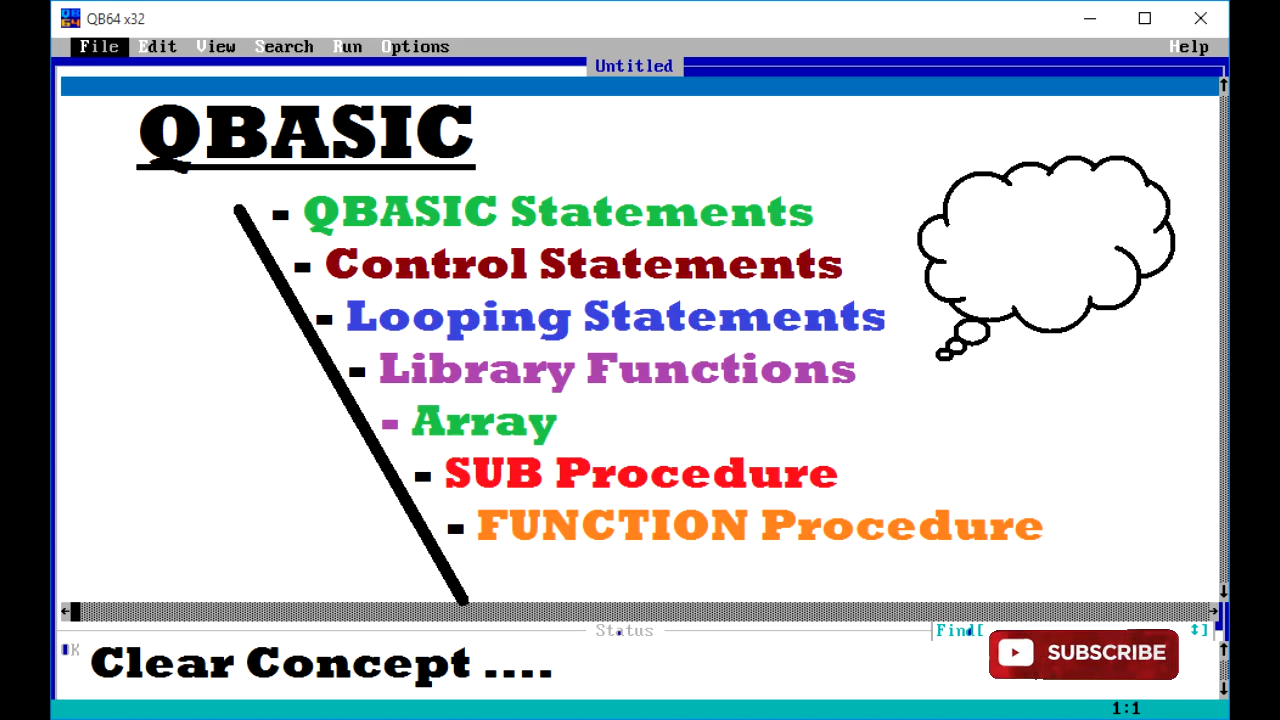 QB64 x32
File Edit View Search Run Options Help
Untitled
QBASIC
- QBASIC Statements
- Control Statements
- Looping Statements
- Library Functions
- Array
- SUB Procedure
- FUNCTION Procedure
Status
Find[ ]
K
Clear Concept ....
SUBSCRIBE
1:1